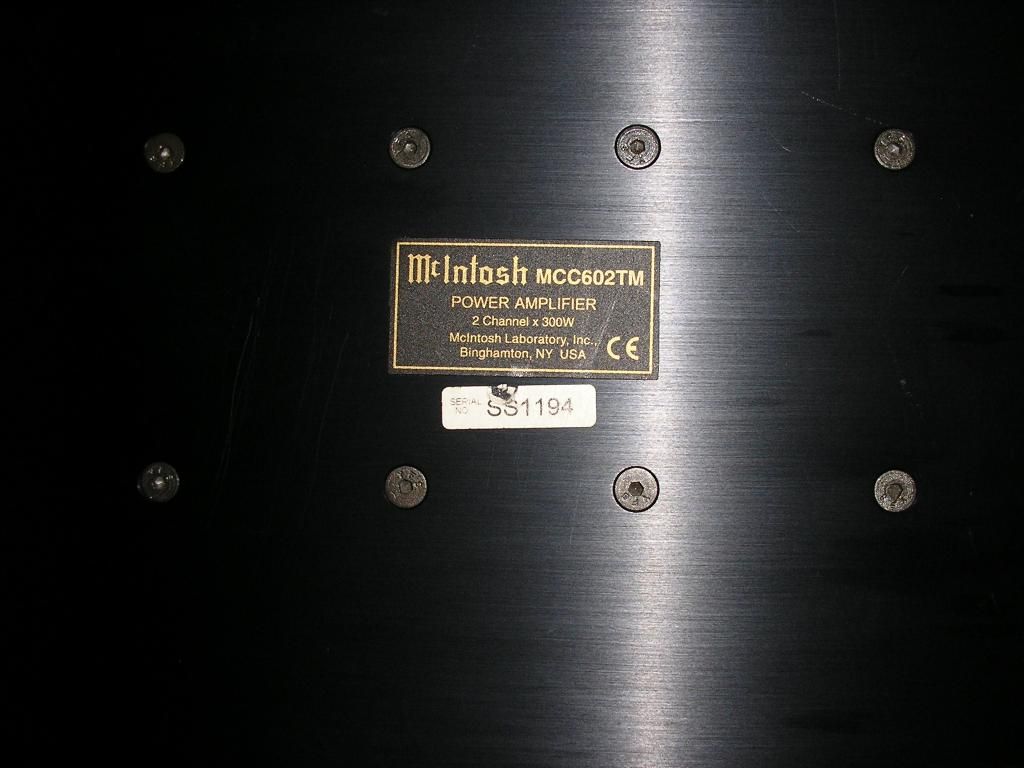 McIntosh MCC602TM
POWER AMPLIFIER
2 Channel x 300W
McIntosh Laboratory, Inc.,
Binghamton, NY USA
CE
SERIAL NO. SS1194